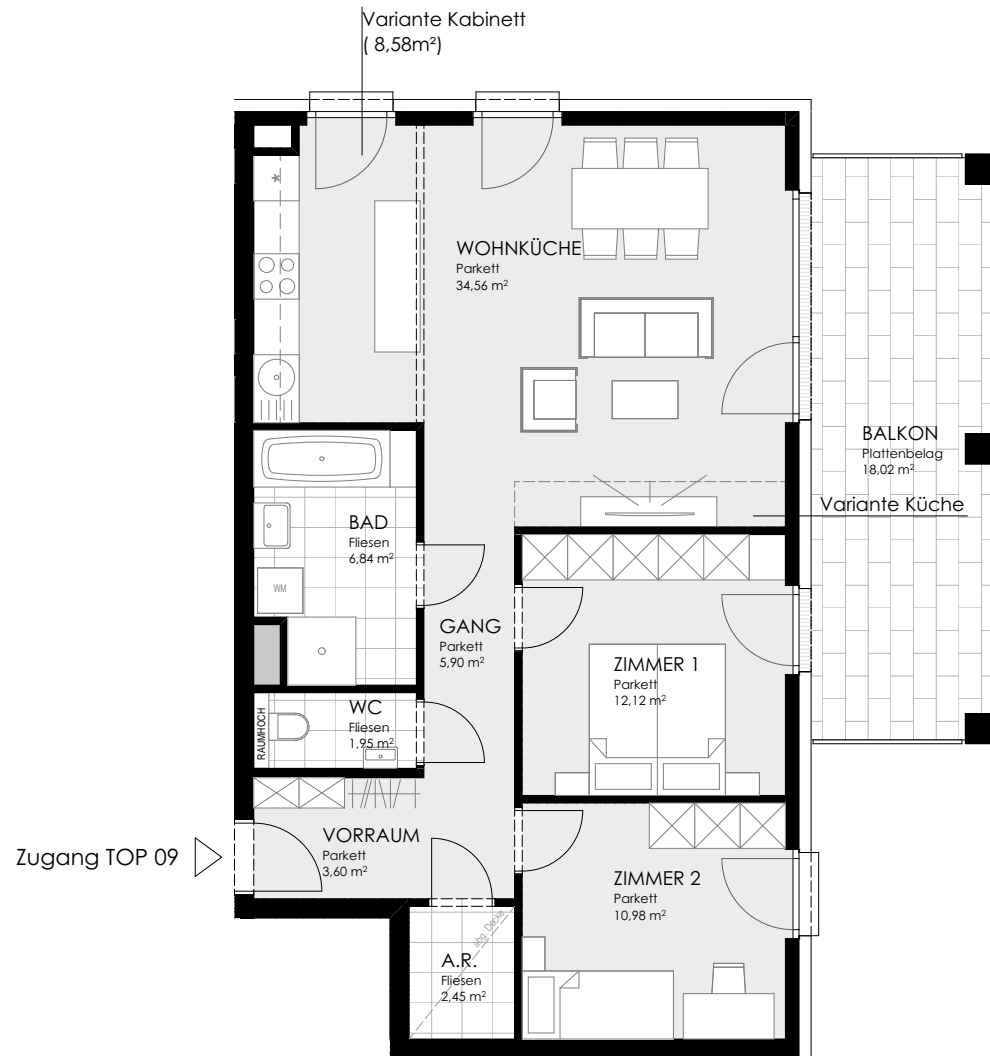 Variante Kabinett
( 8,58m²)
WOHNKÜCHE
Parkett
34,56 m²
BALKON
Plattenbelag
18,02 m²
Variante Küche
BAD
Fliesen
6,84 m²
WM
GANG
Parkett
5,90 m²
ZIMMER 1
Parkett
12,12 m²
WC
Fliesen
1,95 m²
RAUMHOCH
VORRAUM
Parkett
3,60 m²
Zugang TOP 09
ZIMMER 2
Parkett
10,98 m²
abg. Decke
A.R.
Fliesen
2,45 m²